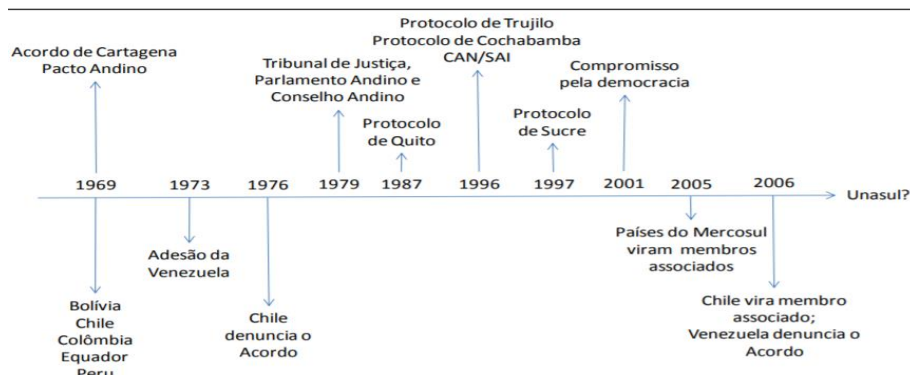 Protocolo de Trujilo
Protocolo de Cochabamba
CAN/SAI
Acordo de Cartagena
Pacto Andino
Tribunal de Justiça,
Parlamento Andino e
Conselho Andino
Compromisso
pela democracia
Protocolo
de Quito
Protocolo
de Sucre
1969 1973 1976 1979 1987 1996 1997 2001 2005 2006
Unasul?
Adesão da
Venezuela
Países do Mercosul
viram membros
associados
Bolívia
Chile
Colômbia
Equador
Peru
Chile
denuncia o
Acordo
Chile vira membro
associado;
Venezuela denuncia o
Acordo